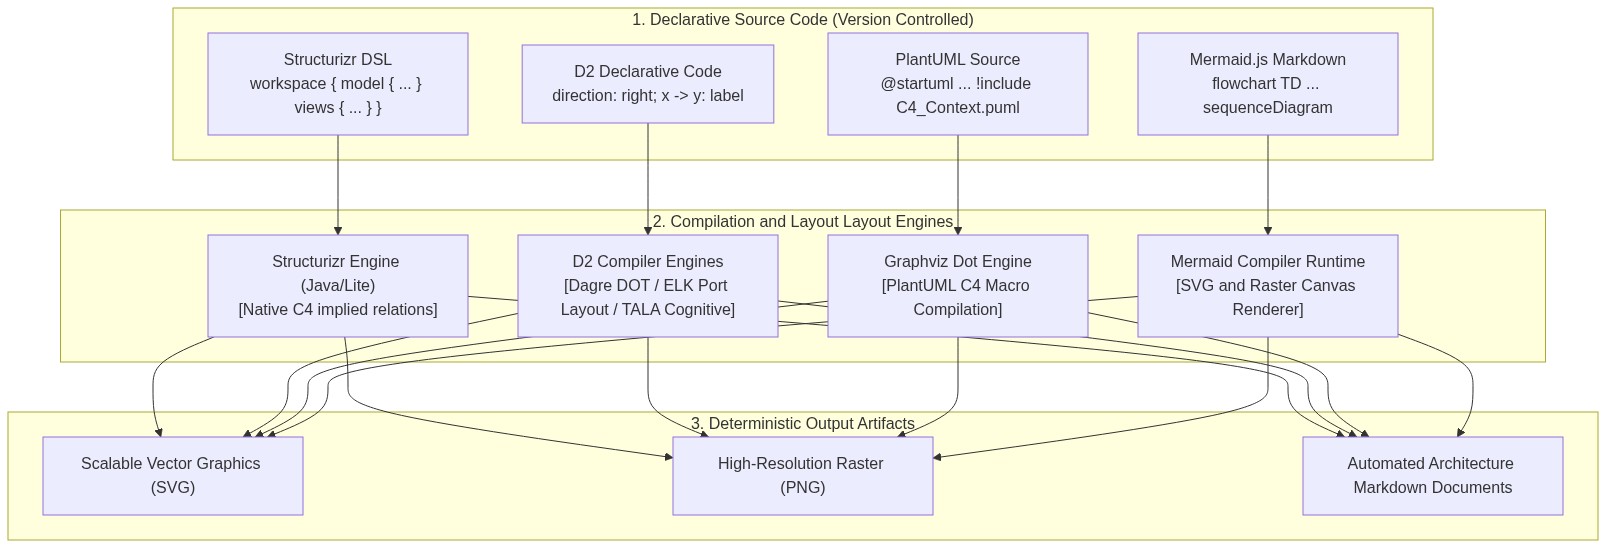 1. Declarative Source Code (Version Controlled)
Structurizr DSL
workspace { model { ... }
views { ... } }
D2 Declarative Code
direction: right; x -> y: label
PlantUML Source
@startuml ... !include
C4_Context.puml
Mermaid.js Markdown
flowchart TD ...
sequenceDiagram
2. Compilation and Layout Layout Engines
Structurizr Engine
(Java/Lite)
[Native C4 implied relations]
D2 Compiler Engines
[Dagre DOT / ELK Port
Layout / TALA Cognitive]
Graphviz Dot Engine
[PlantUML C4 Macro
Compilation]
Mermaid Compiler Runtime
[SVG and Raster Canvas
Renderer]
3. Deterministic Output Artifacts
Scalable Vector Graphics
(SVG)
High-Resolution Raster
(PNG)
Automated Architecture
Markdown Documents